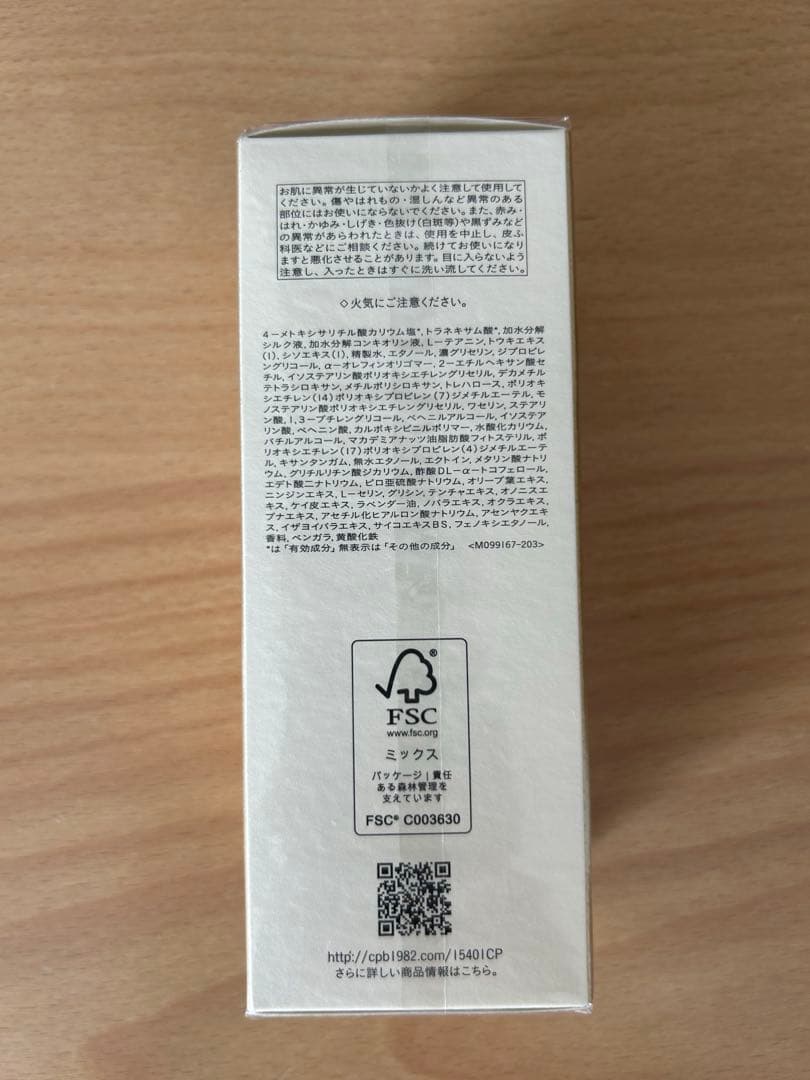 お肌に異常が生じていないかよく注意して使用して
ください。傷やはれもの・湿しんなど異常のある
部位にはお使いにならないでください。また、赤み・
はれ・かゆみ・しげき・色抜け(白斑等)や黒ずみなど
の異常があらわれたときは、使用を中止し、皮ふ
科医などにご相談ください。続けてお使いになり
ますと悪化させることがあります。目に入らないよう
注意し、入ったときはすぐに洗い流してください。
◇火気にご注意ください。
4-メトキシサリチル酸カリウム塩*,トラネキサム酸*,加水分解
シルク液,加水分解コンキオリン液,L-テアニン,トウキエキス
(1),シソエキス(1),精製水,エタノール,濃グリセリン,ジプロピレ
ングリコール,α-オレフィンオリゴマー,2-エチルヘキサン酸セ
チル,イソステアリン酸ポリオキシエチレングリセリル,デカメチル
テトラシロキサン,メチルポリシロキサン,トレハロース,ポリオキ
シエチレン(14)ポリオキシプロピレン(7)ジメチルエーテル,モ
ノステアリン酸ポリオキシエチレングリセリル,ワセリン,ステアリ
ン酸,1,3-ブチレングリコール,ベヘニルアルコール,イソステア
リン酸,ベヘニン酸,カルボキシビニルポリマー,水酸化カリウム,
バチルアルコール,マカデミアナッツ油脂肪酸フィトステリル,ポ
リオキシエチレン(17)ポリオキシプロピレン(4)ジメチルエーテ
ル,キサンタンガム,無水エタノール,エクトイン,メタリン酸ナトリ
ウム,グリチルリチン酸ジカリウム,酢酸DL-α-トコフェロール,
エデト酸二ナトリウム,ピロ亜硫酸ナトリウム,オリーブ葉エキス,
ニンジンエキス,L-セリン,グリシン,テンチャエキス,オノニスエ
キス,ケイ皮エキス,ラベンダー油,ノバラエキス,オクラエキス,
ブナエキス,アセチル化ヒアルロン酸ナトリウム,アセンヤクエキ
ス,イザヨイバラエキス,サイコエキスBS,フェノキシエタノール,
香料,ベンガラ,黄酸化鉄
*は「有効成分」無表示は「その他の成分」 <M099167-203>
FSC®
www.fsc.org
ミックス
パッケージ|責任
ある森林管理を
支えています
FSC® C003630
http://cpb1982.com/15401CP
さらに詳しい商品情報はこちら。